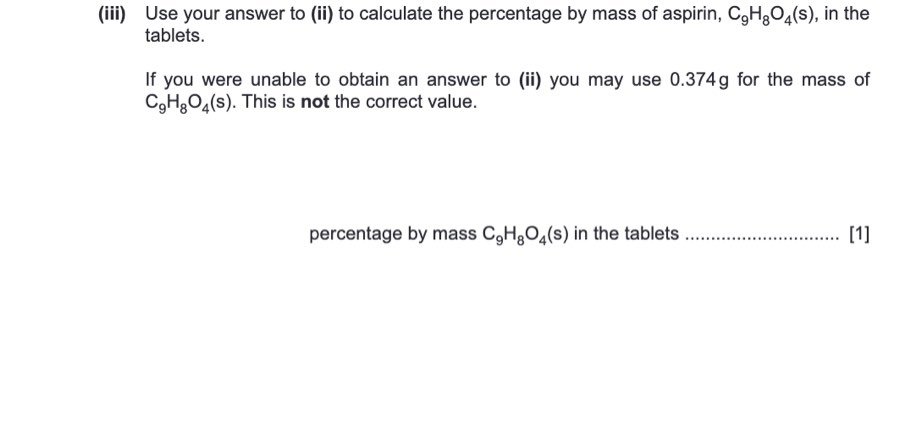 (iii) Use your answer to (ii) to calculate the percentage by mass of aspirin, C₉H₈O₄(s), in the
tablets.
If you were unable to obtain an answer to (ii) you may use 0.374g for the mass of
C₉H₈O₄(s). This is not the correct value.
percentage by mass C₉H₈O₄(s) in the tablets .............................. [1]